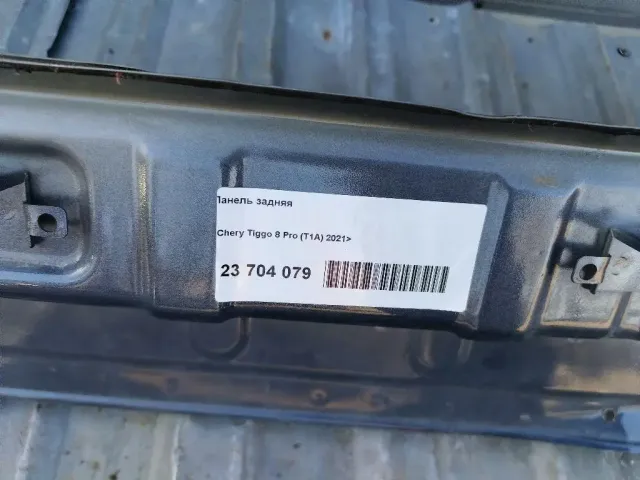 Панель задняя
Chery Tiggo 8 Pro (T1A) 2021>
23 704 079